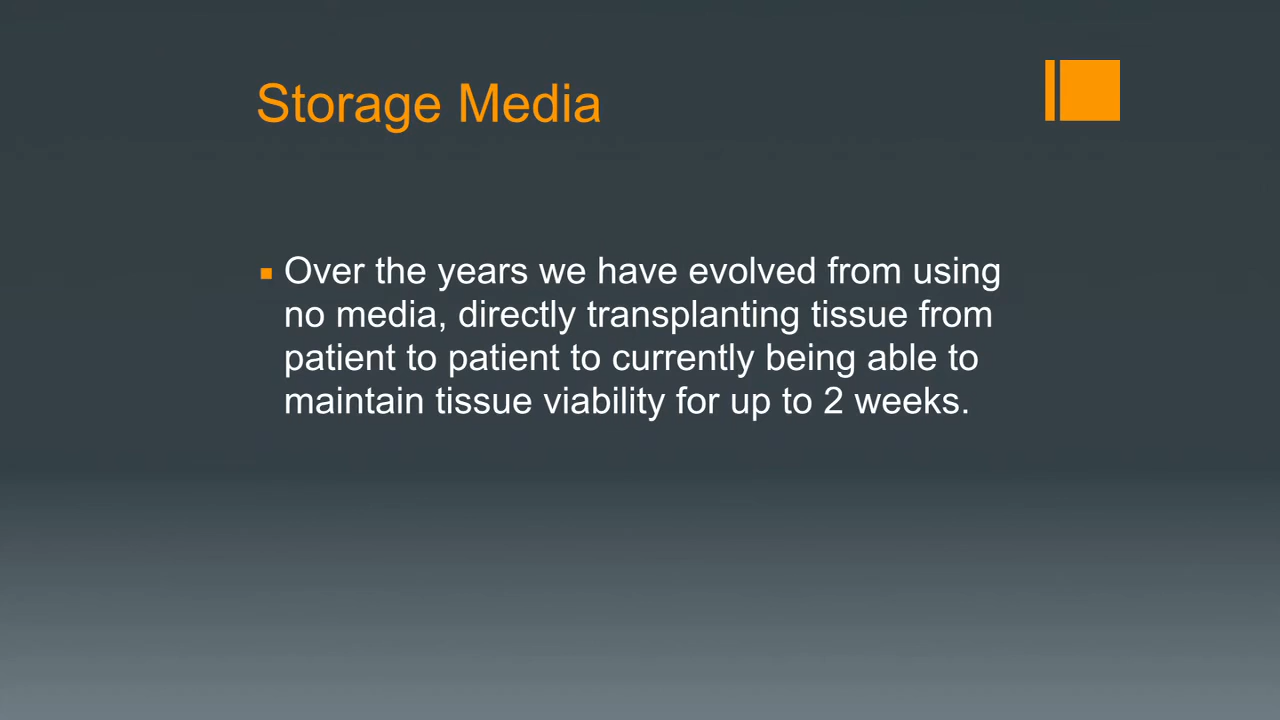 Storage Media
Over the years we have evolved from using
no media, directly transplanting tissue from
patient to patient to currently being able to
maintain tissue viability for up to 2 weeks.